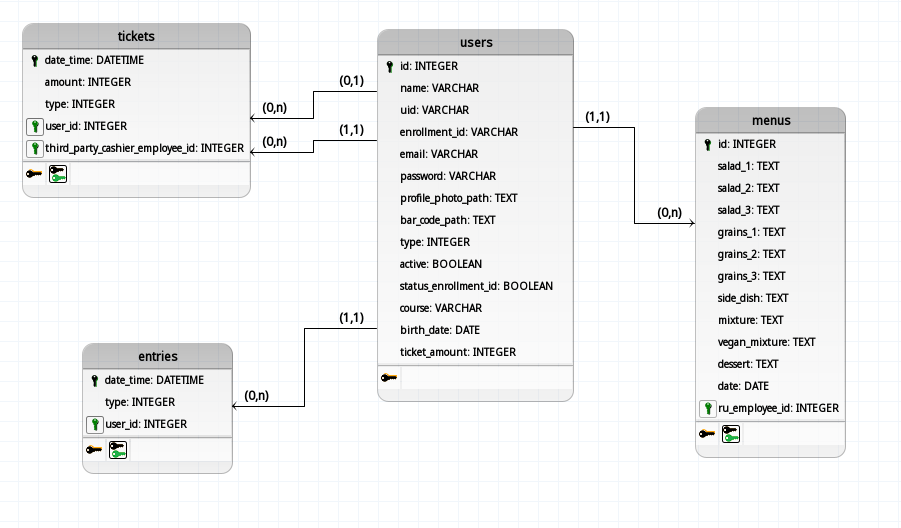 tickets
date_time: DATETIME
amount: INTEGER
type: INTEGER
user_id: INTEGER
third_party_cashier_employee_id: INTEGER
(0,n)
(0,1)
(0,n)
(1,1)
users
id: INTEGER
name: VARCHAR
uid: VARCHAR
enrollment_id: VARCHAR
email: VARCHAR
password: VARCHAR
profile_photo_path: TEXT
bar_code_path: TEXT
type: INTEGER
active: BOOLEAN
status_enrollment_id: BOOLEAN
course: VARCHAR
birth_date: DATE
ticket_amount: INTEGER
(1,1)
(0,n)
menus
id: INTEGER
salad_1: TEXT
salad_2: TEXT
salad_3: TEXT
grains_1: TEXT
grains_2: TEXT
grains_3: TEXT
side_dish: TEXT
mixture: TEXT
vegan_mixture: TEXT
dessert: TEXT
date: DATE
ru_employee_id: INTEGER
(1,1)
(0,n)
entries
date_time: DATETIME
type: INTEGER
user_id: INTEGER